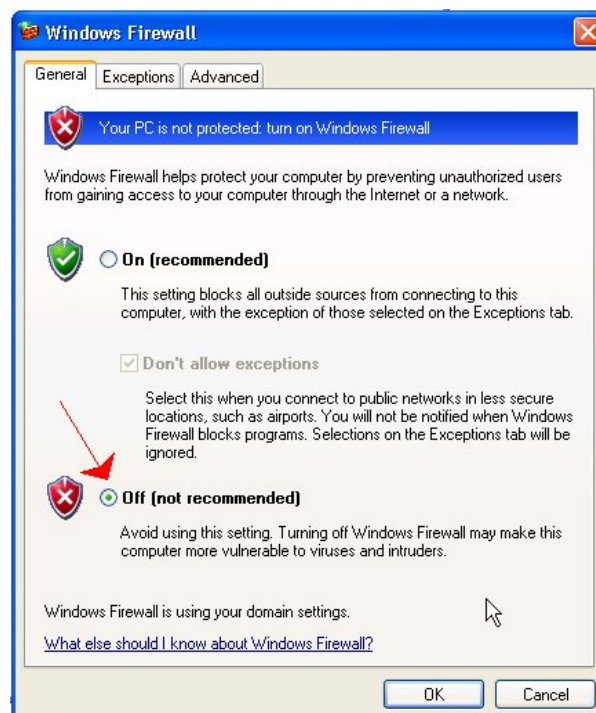 Windows Firewall
General Exceptions Advanced
Your PC is not protected: turn on Windows Firewall
Windows Firewall helps protect your computer by preventing unauthorized users
from gaining access to your computer through the Internet or a network.
On (recommended)
This setting blocks all outside sources from connecting to this
computer, with the exception of those selected on the Exceptions tab.
Don't allow exceptions
Select this when you connect to public networks in less secure
locations, such as airports. You will not be notified when Windows
Firewall blocks programs. Selections on the Exceptions tab will be
ignored.
Off (not recommended)
Avoid using this setting. Turning off Windows Firewall may make this
computer more vulnerable to viruses and intruders.
Windows Firewall is using your domain settings.
What else should I know about Windows Firewall?
OK Cancel